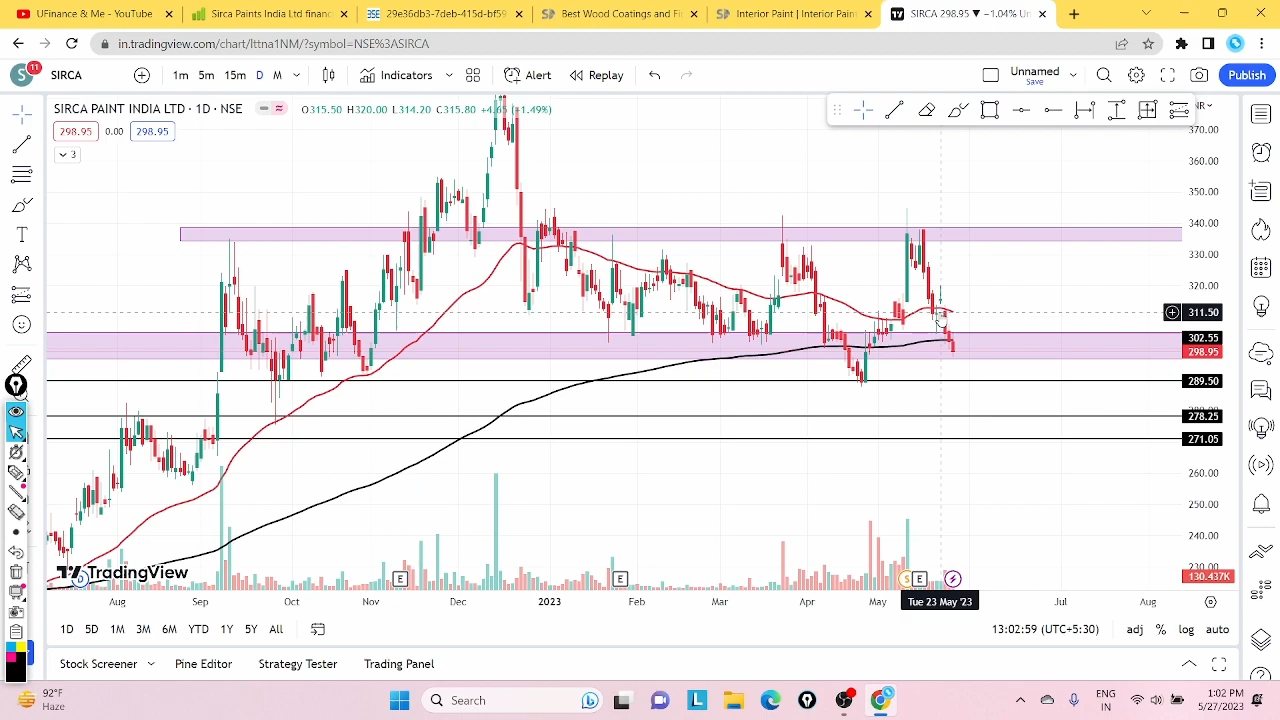 UFinance & Me - YouTube
Sirca Paints Ltd financ
29e36db3-7de1-415d-bf59
Best Wood Coatings and Fi
Interior Paint | Interior Pain
SIRCA 298.95 ▼ −1.04% Un
in.tradingview.com/chart/lttna1NM/?symbol=NSE%3ASIRCA
S
11
SIRCA
1m 5m 15m D M
Indicators
Alert
Replay
Unnamed
Save
Publish
SIRCA PAINT INDIA LTD · 1D · NSE
O315.50 H320.00 L314.20 C315.80 +4.65 (+1.49%)
298.95 0.00 298.95
3
370.00
360.00
350.00
340.00
330.00
320.00
311.50
302.55
298.95
289.50
278.25
271.05
260.00
250.00
240.00
230.00
130.437K
TradingView
E E S E
Aug Sep Oct Nov Dec 2023 Feb Mar Apr May Tue 23 May '23 Jul Aug
1D 5D 1M 3M 6M YTD 1Y 5Y All
13:02:59 (UTC+5:30) adj % log auto
Stock Screener Pine Editor Strategy Tester Trading Panel
92°F
Haze
Search
ENG
IN
1:02 PM
5/27/2023